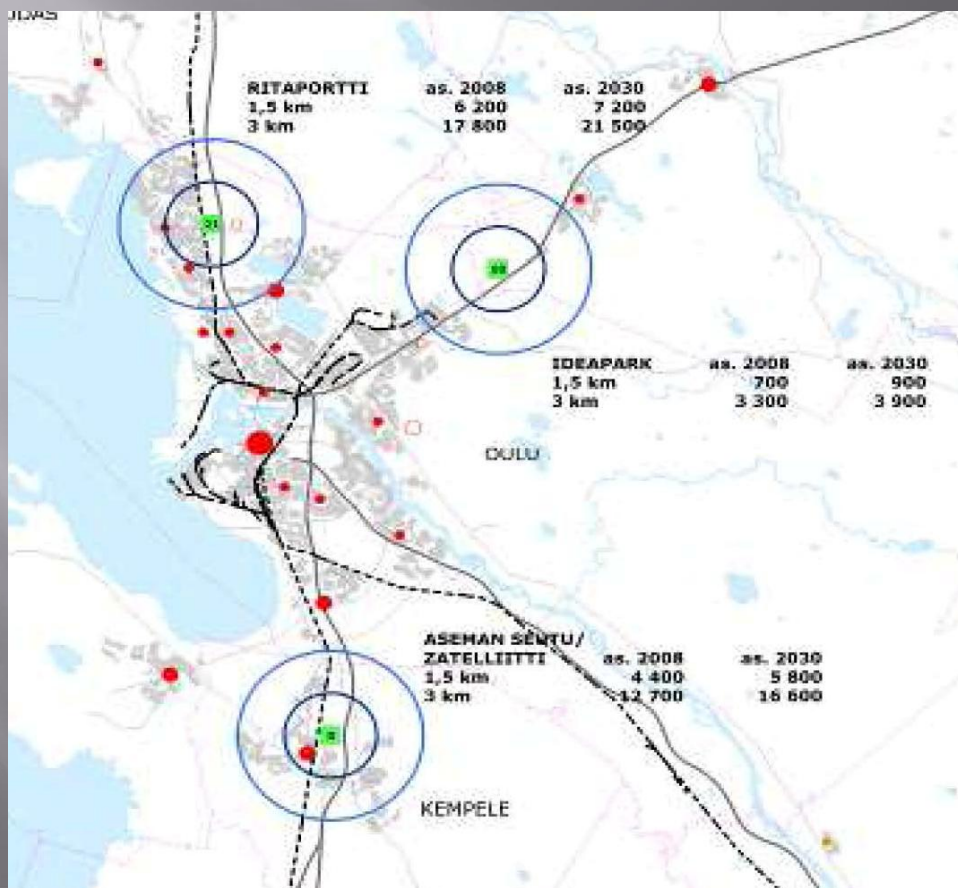 RITAPORTTI as. 2008 as. 2030
1,5 km 6 200 7 200
3 km 17 800 21 500
21
IDEAPARK as. 2008 as. 2030
1,5 km 700 900
3 km 3 300 3 900
OULU
ASEMAN SEUTU/
ZATELLIITTI as. 2008 as. 2030
1,5 km 4 400 5 800
3 km 12 700 16 600
KEMPELE